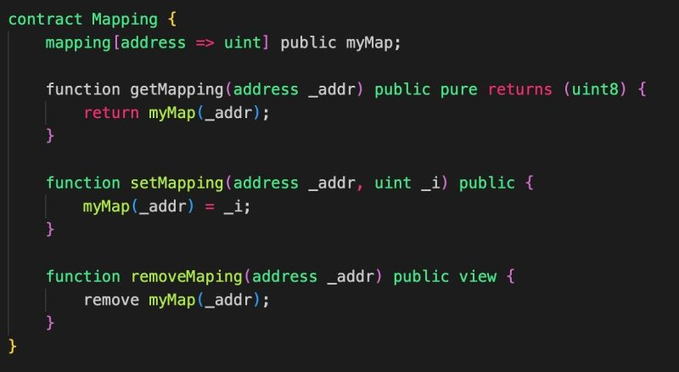 contract Mapping {
mapping[address => uint] public myMap;
function getMapping(address _addr) public pure returns (uint8) {
return myMap(_addr);
}
function setMapping(address _addr, uint _i) public {
myMap(_addr) = _i;
}
function removeMaping(address _addr) public view {
remove myMap(_addr);
}
}